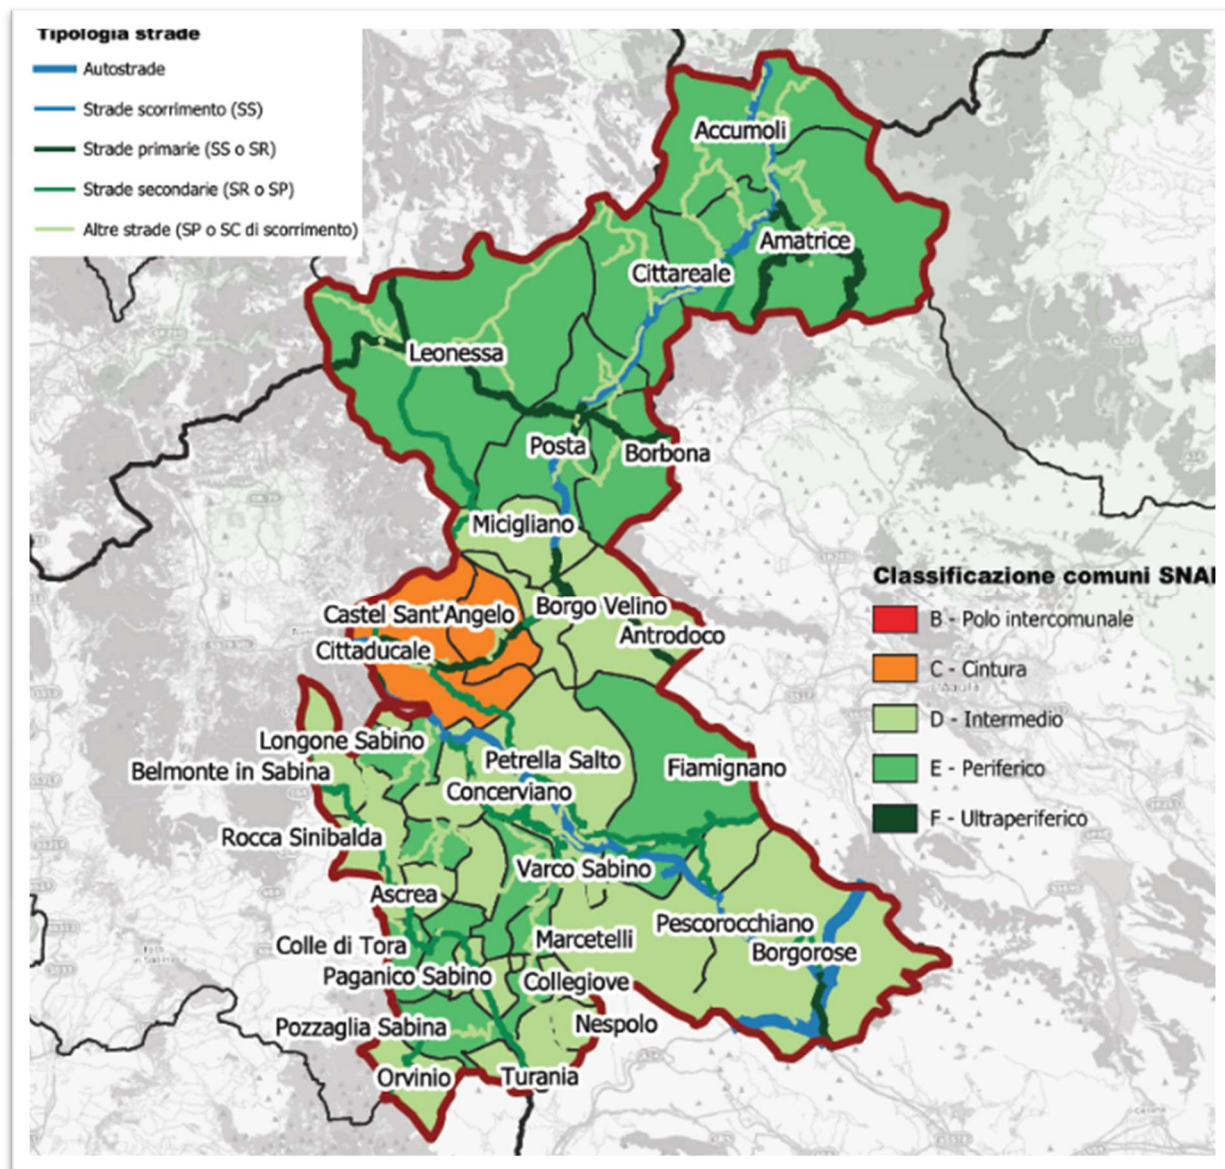 Tipologia strade
Autostrade
Strade scorrimento (SS)
Strade primarie (SS o SR)
Strade secondarie (SR o SP)
Altre strade (SP o SC di scorrimento)
Accumoli
Amatrice
Cittareale
Leonessa
Posta
Borbona
Micigliano
Classificazione comuni SNAI
B - Polo intercomunale
C - Cintura
D - Intermedio
E - Periferico
F - Ultraperiferico
Castel Sant'Angelo
Borgo Velino
Antrodoco
Cittaducale
Longone Sabino
Petrella Salto
Fiamignano
Belmonte in Sabina
Concerviano
Rocca Sinibalda
Varco Sabino
Ascrea
Pescorocchiano
Colle di Tora
Marcetelli
Borgorose
Paganico Sabino
Collegiove
Pozzaglia Sabina
Nespolo
Orvinio
Turania